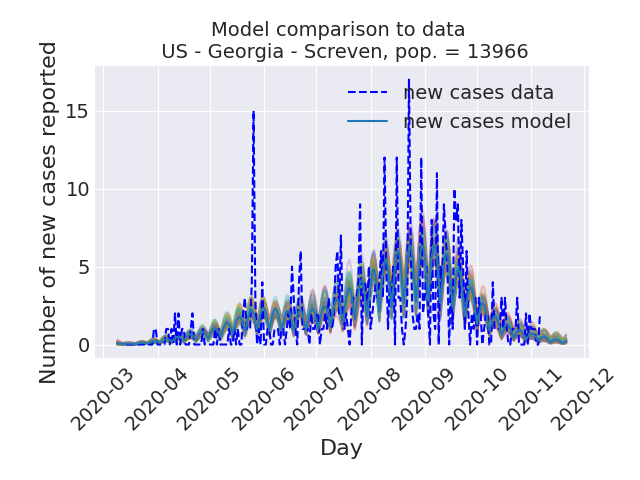 Model comparison to data
US - Georgia - Screven, pop. = 13966
Number of new cases reported
15
10
5
0
new cases data
new cases model
2020-03
2020-04
2020-05
2020-06
2020-07
2020-08
2020-09
2020-10
2020-11
2020-12
Day